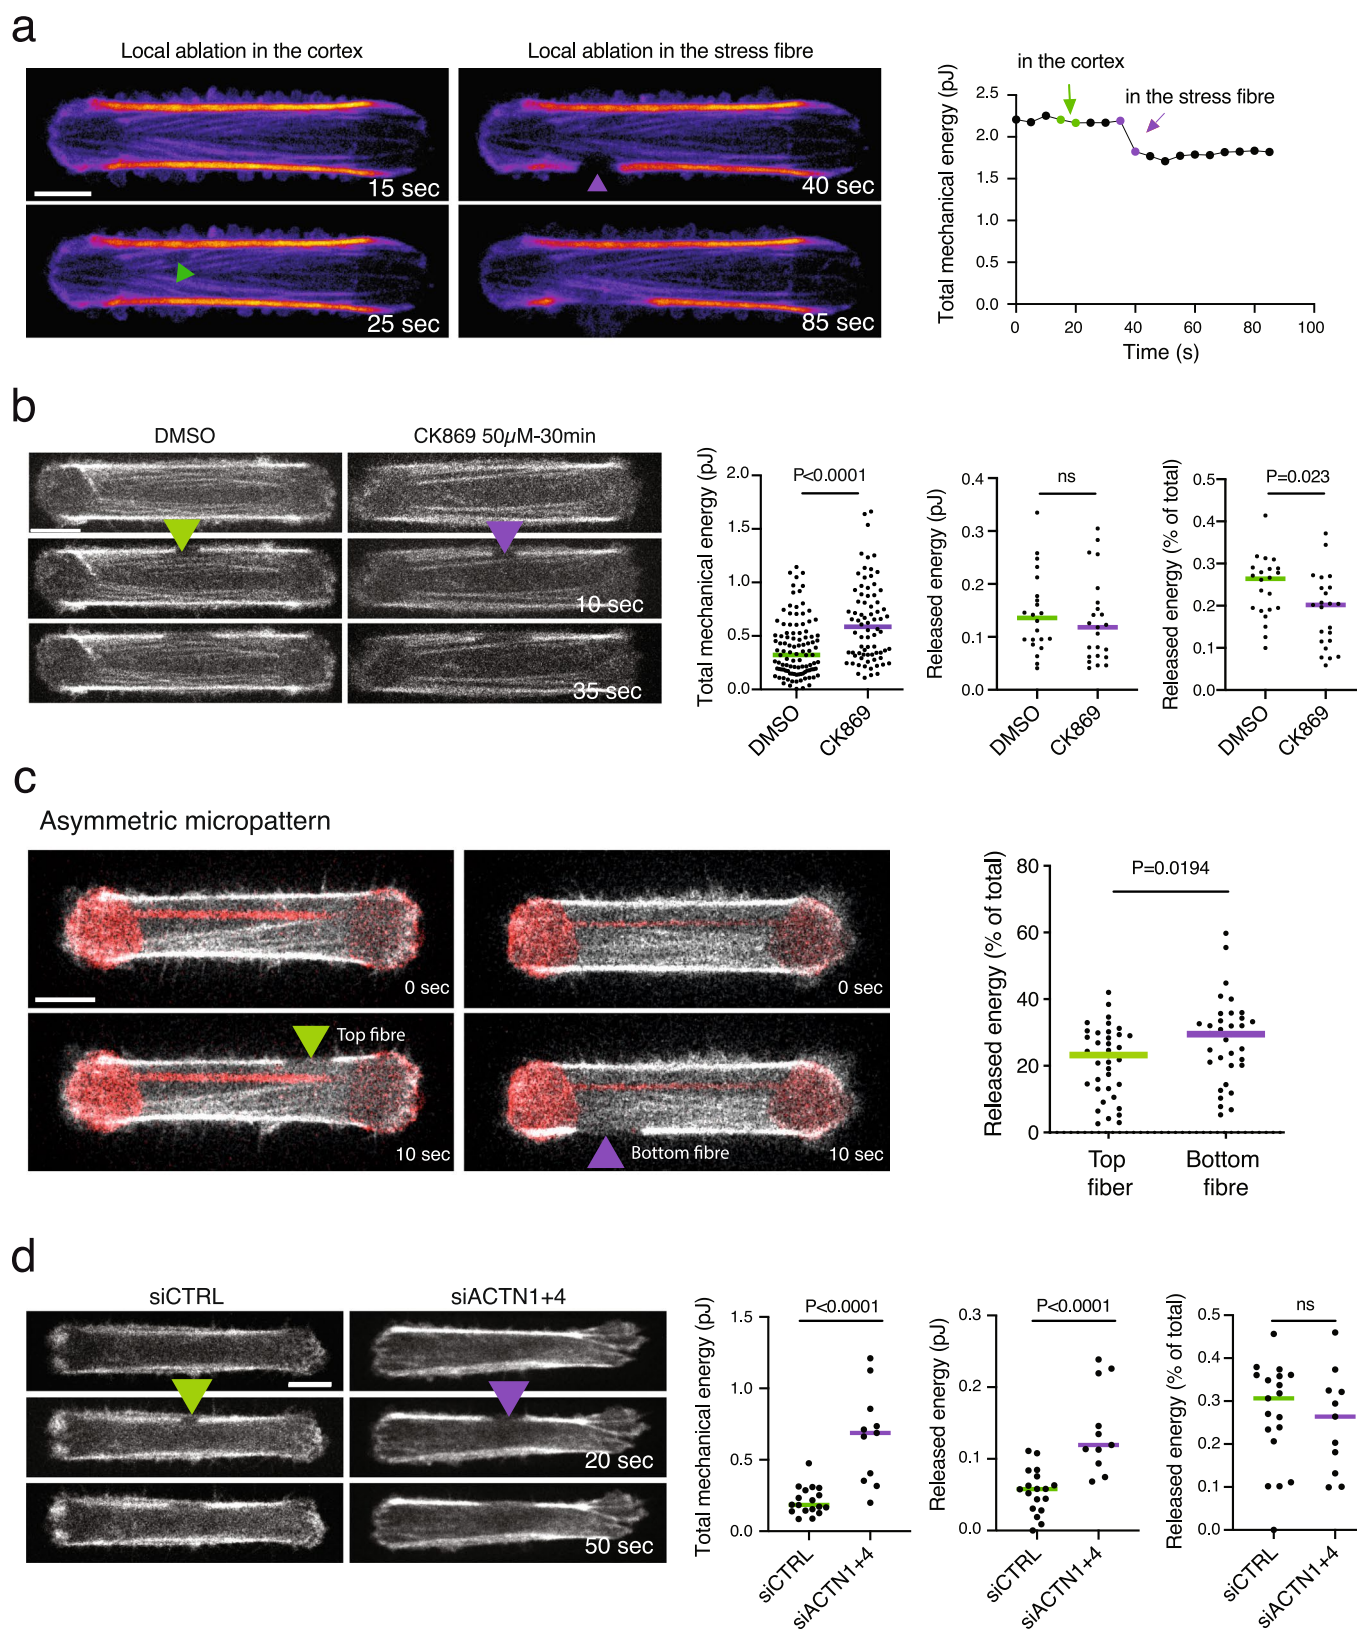 a
Local ablation in the cortex
Local ablation in the stress fibre
15 sec
40 sec
25 sec
85 sec
in the cortex
in the stress fibre
Total mechanical energy (pJ)
2.5
2.0
1.5
1.0
0.5
0.0
0 20 40 60 80 100
Time (s)
b
DMSO
CK869 50µM-30min
10 sec
35 sec
Total mechanical energy (pJ)
2.0
1.5
1.0
0.5
0.0
P<0.0001
DMSO
CK869
Released energy (pJ)
0.4
0.3
0.2
0.1
0.0
ns
DMSO
CK869
Released energy (% of total)
0.5
0.4
0.3
0.2
0.1
0.0
P=0.023
DMSO
CK869
c
Asymmetric micropattern
0 sec
0 sec
Top fibre
10 sec
Bottom fibre
10 sec
Released energy (% of total)
80
60
40
20
0
P=0.0194
Top
fiber
Bottom
fibre
d
siCTRL
siACTN1+4
20 sec
50 sec
Total mechanical energy (pJ)
1.5
1.0
0.5
0.0
P<0.0001
siCTRL
siACTN1+4
Released energy (pJ)
0.3
0.2
0.1
0.0
P<0.0001
siCTRL
siACTN1+4
Released energy (% of total)
0.5
0.4
0.3
0.2
0.1
0.0
ns
siCTRL
siACTN1+4